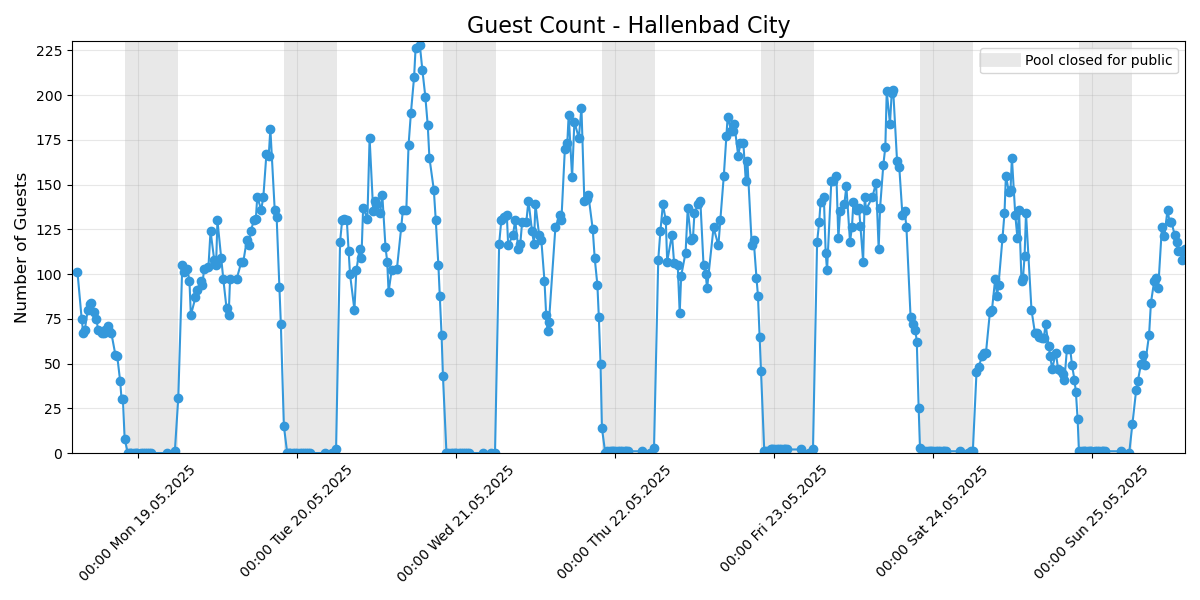 Guest Count - Hallenbad City
Pool closed for public
Number of Guests
225
200
175
150
125
100
75
50
25
0
00:00 Mon 19.05.2025
00:00 Tue 20.05.2025
00:00 Wed 21.05.2025
00:00 Thu 22.05.2025
00:00 Fri 23.05.2025
00:00 Sat 24.05.2025
00:00 Sun 25.05.2025